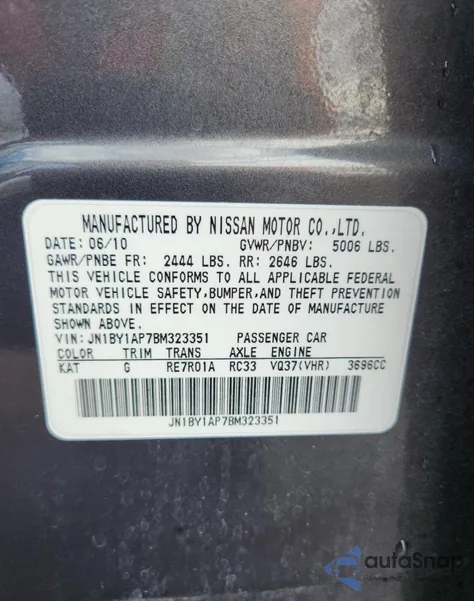 MANUFACTURED BY NISSAN MOTOR CO.,LTD.
DATE: 06/10 GVWR/PNBV: 5006 LBS.
GAWR/PNBE FR: 2444 LBS. RR: 2646 LBS.
THIS VEHICLE CONFORMS TO ALL APPLICABLE FEDERAL
MOTOR VEHICLE SAFETY,BUMPER,AND THEFT PREVENTION
STANDARDS IN EFFECT ON THE DATE OF MANUFACTURE
SHOWN ABOVE.
VIN: JN1BY1AP7BM323351 PASSENGER CAR
COLOR TRIM TRANS AXLE ENGINE
KAT G RE7R01A RC33 VQ37(VHR) 3696CC
JN1BY1AP7BM323351
autoSnap